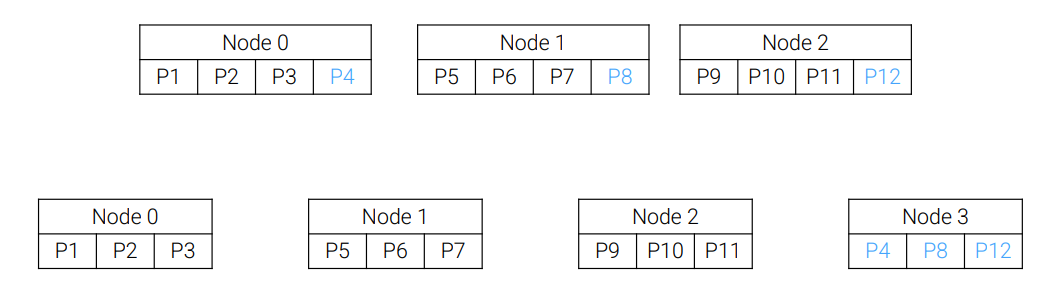 Node 0 Node 1 Node 2
P1 P2 P3 P4 P5 P6 P7 P8 P9 P10 P11 P12
Node 0 Node 1 Node 2 Node 3
P1 P2 P3 P5 P6 P7 P9 P10 P11 P4 P8 P12